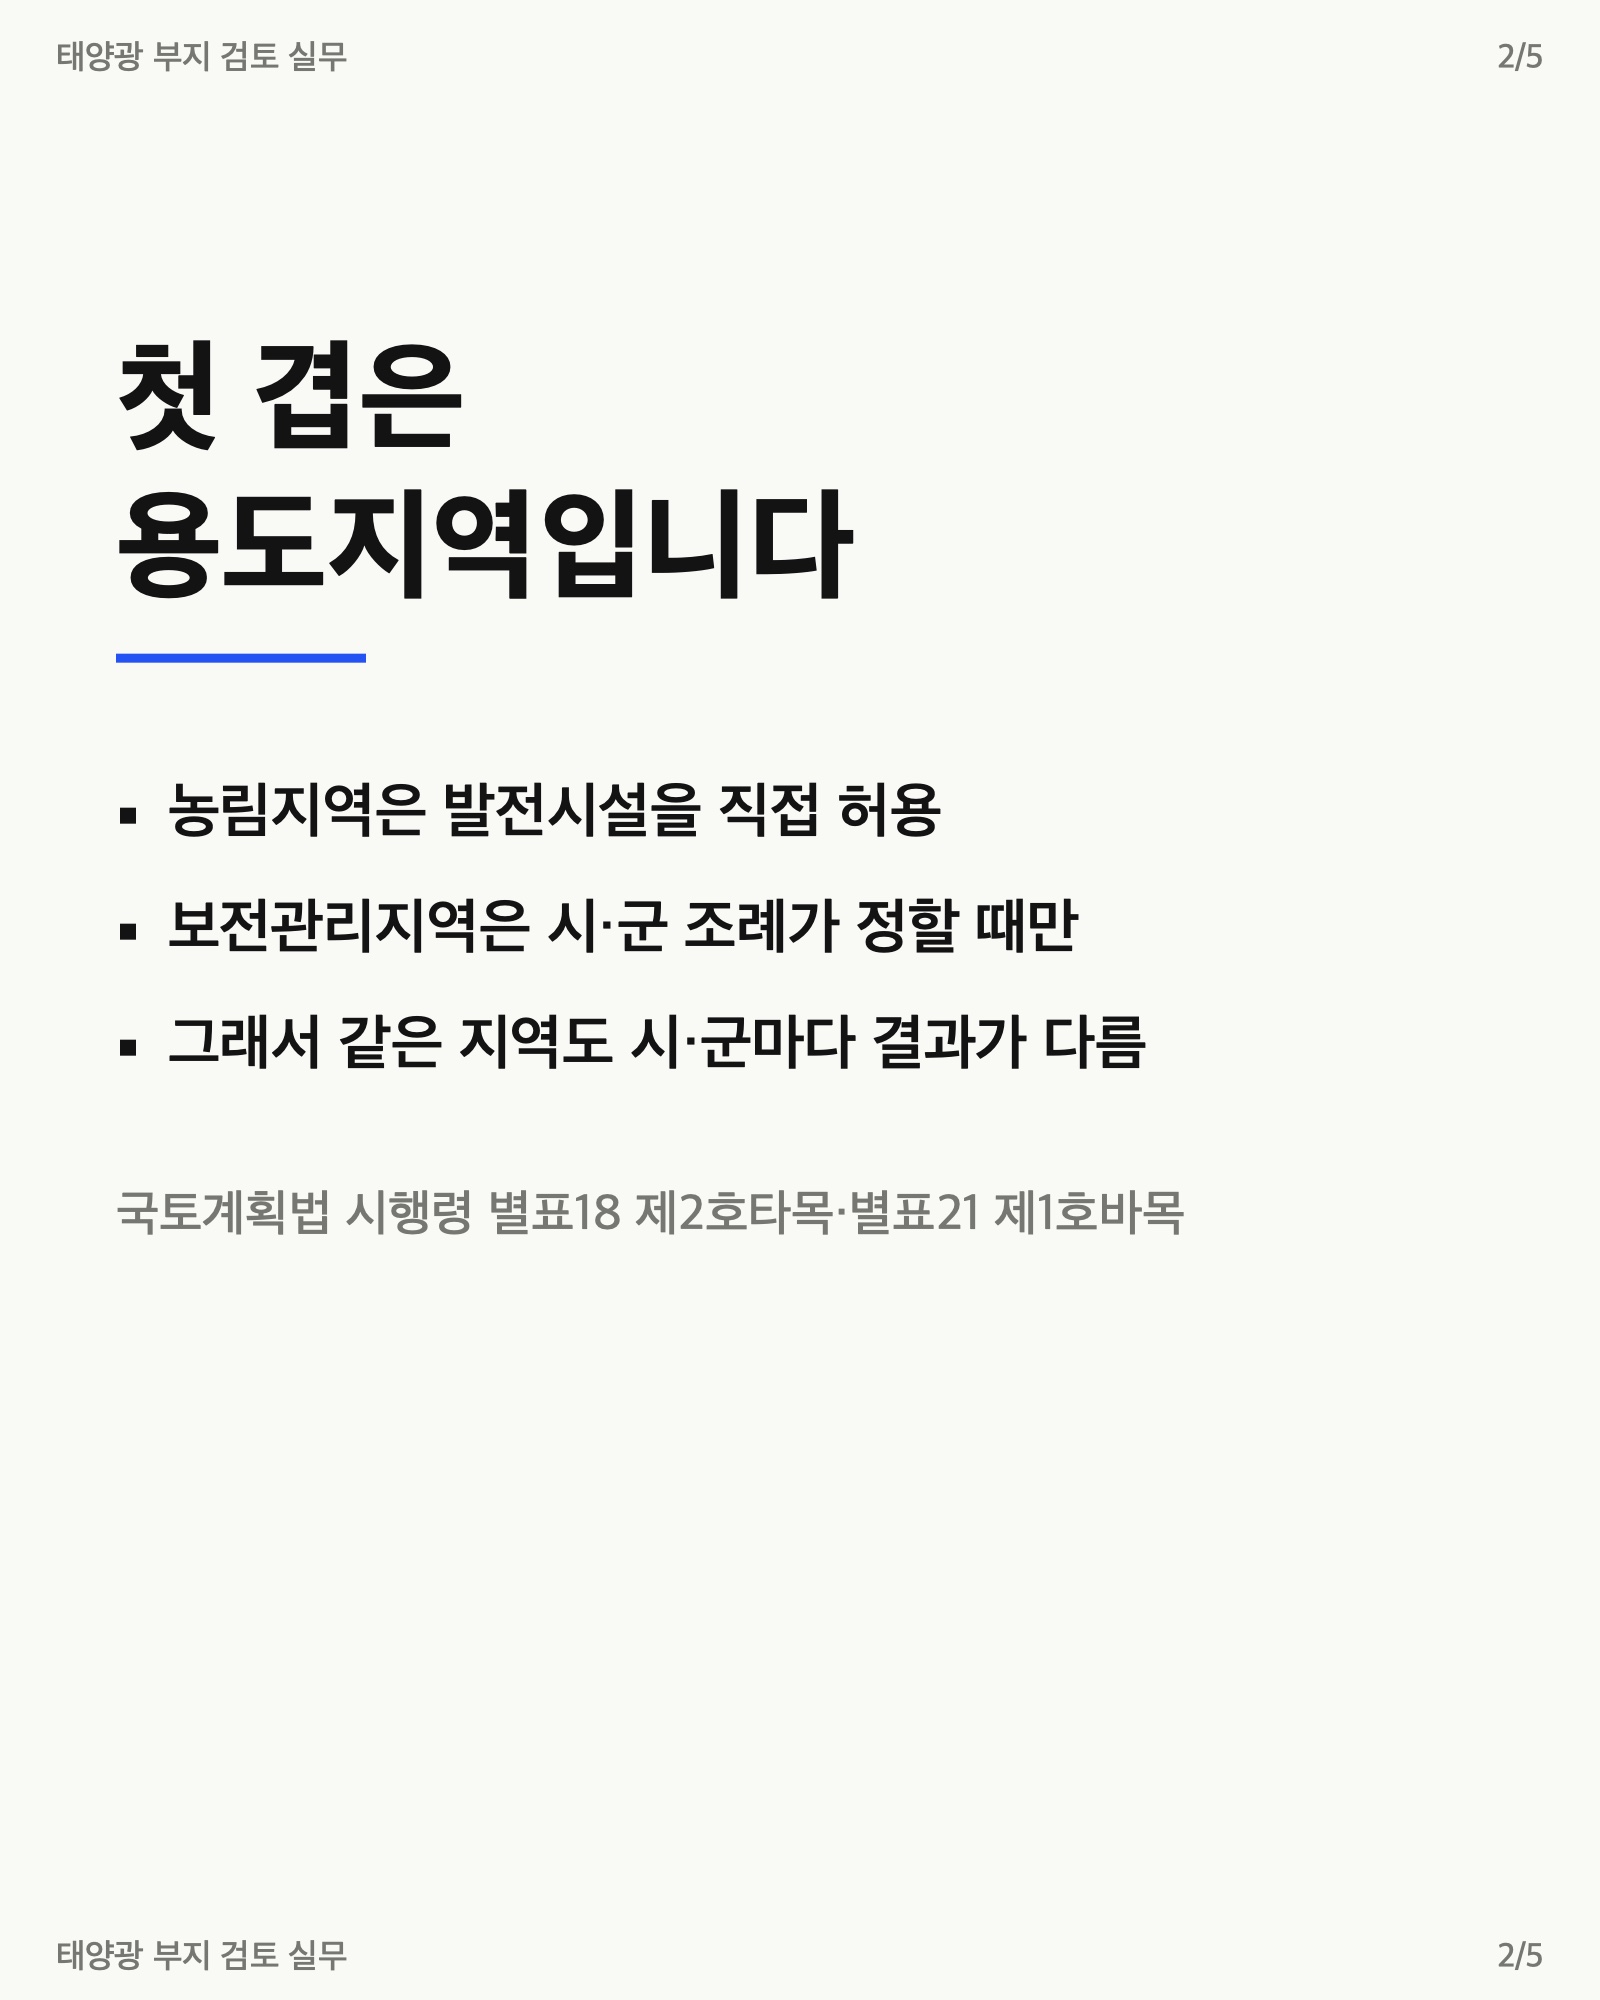 태양광 부지 검토 실무
2/5
첫 겹은
용도지역입니다
▪ 농림지역은 발전시설을 직접 허용
▪ 보전관리지역은 시·군 조례가 정할 때만
▪ 그래서 같은 지역도 시·군마다 결과가 다름
국토계획법 시행령 별표18 제2호타목·별표21 제1호바목
태양광 부지 검토 실무
2/5